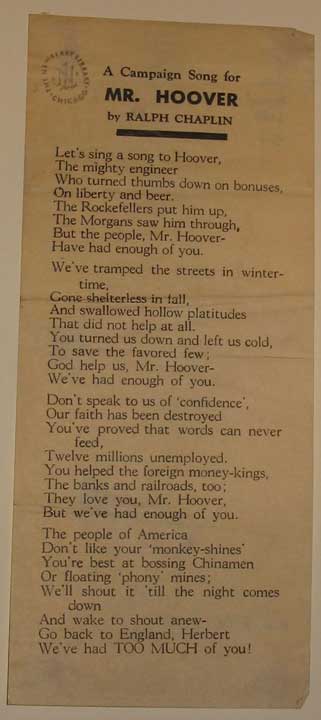 THE NEWBERRY LIBRARY
CHICAGO
A Campaign Song for
MR. HOOVER
by RALPH CHAPLIN
Let's sing a song to Hoover,
The mighty engineer
Who turned thumbs down on bonuses,
On liberty and beer.
The Rockefellers put him up,
The Morgans saw him through,
But the people, Mr. Hoover-
Have had enough of you.
We've tramped the streets in winter-
time,
Gone shelterless in fall,
And swallowed hollow platitudes
That did not help at all.
You turned us down and left us cold,
To save the favored few;
God help us, Mr. Hoover-
We've had enough of you.
Don't speak to us of 'confidence',
Our faith has been destroyed
You've proved that words can never
feed,
Twelve millions unemployed.
You helped the foreign money-kings,
The banks and railroads, too;
They love you, Mr. Hoover,
But we've had enough of you.
The people of America
Don't like your 'monkey-shines'
You're best at bossing Chinamen
Or floating 'phony' mines;
We'll shout it 'till the night comes
down
And wake to shout anew-
Go back to England, Herbert
We've had TOO MUCH of you!